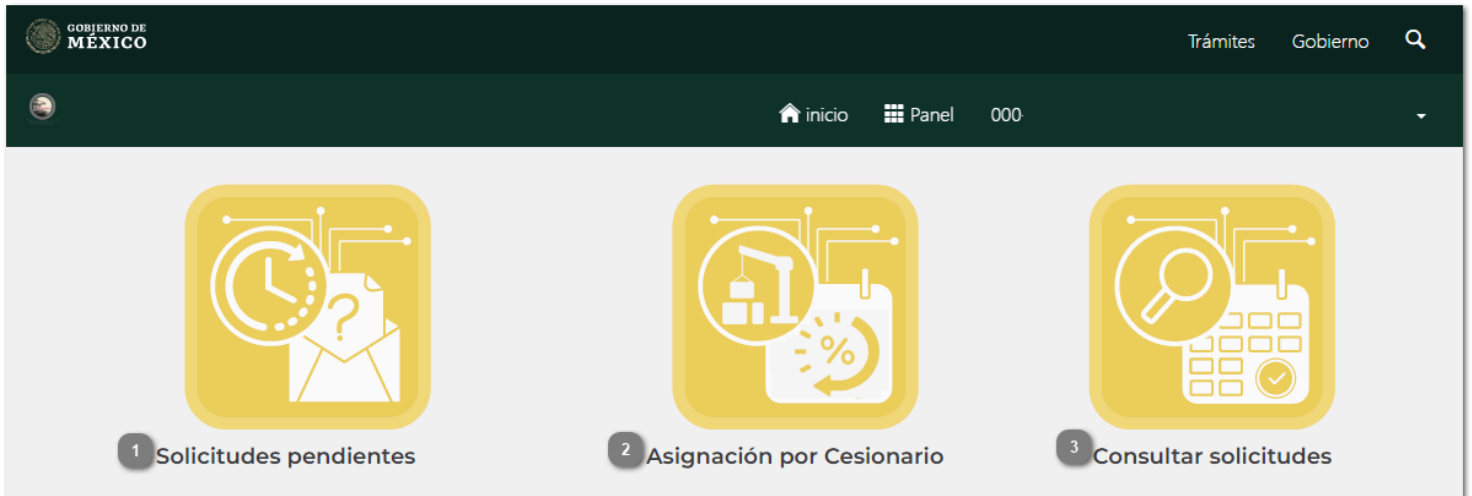 GOBIERNO DE
MÉXICO
Trámites Gobierno
inicio Panel 000
?
%
1 Solicitudes pendientes
2 Asignación por Cesionario
3 Consultar solicitudes